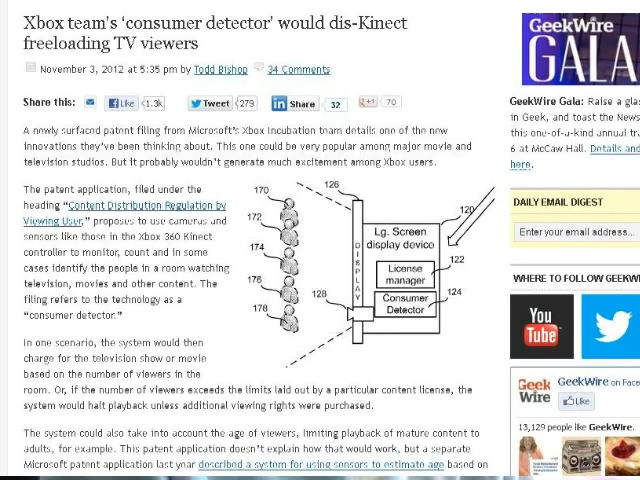 Xbox team's 'consumer detector' would dis-Kinect
freeloading TV viewers
November 3, 2012 at 5:35 pm by Todd Bishop 34 Comments
Share this: Like 1.3k Tweet 279 in Share 32 +1 70
A newly surfaced patent filing from Microsoft's Xbox Incubation team details one of the new
innovations they've been thinking about. This one could be very popular among major movie and
television studios. But it probably wouldn't generate much excitement among Xbox users.
The patent application, filed under the
heading "Content Distribution Regulation by
Viewing User," proposes to use cameras and
sensors like those in the Xbox 360 Kinect
controller to monitor, count and in some
cases identify the people in a room watching
television, movies and other content. The
filing refers to the technology as a
"consumer detector."
170
172
174
176
178
126
128
DISPLAY
120
Lg. Screen
display device
License
manager
122
Consumer
Detector
124
In one scenario, the system would then
charge for the television show or movie
based on the number of viewers in the
room. Or, if the number of viewers exceeds the limits laid out by a particular content license, the
system would halt playback unless additional viewing rights were purchased.
The system could also take into account the age of viewers, limiting playback of mature content to
adults, for example. This patent application doesn't explain how that would work, but a separate
Microsoft patent application last year described a system for using sensors to estimate age based on
GeekWire
GALA
GeekWire Gala: Raise a glas
in Geek, and toast the News
this one-of-a-kind annual tra
6 at McCaw Hall. Details and
here.
DAILY EMAIL DIGEST
Enter your email address...
WHERE TO FOLLOW GEEKWI
You
Tube
Geek
Wire
GeekWire on Face
Like
13,129 people like GeekWire.